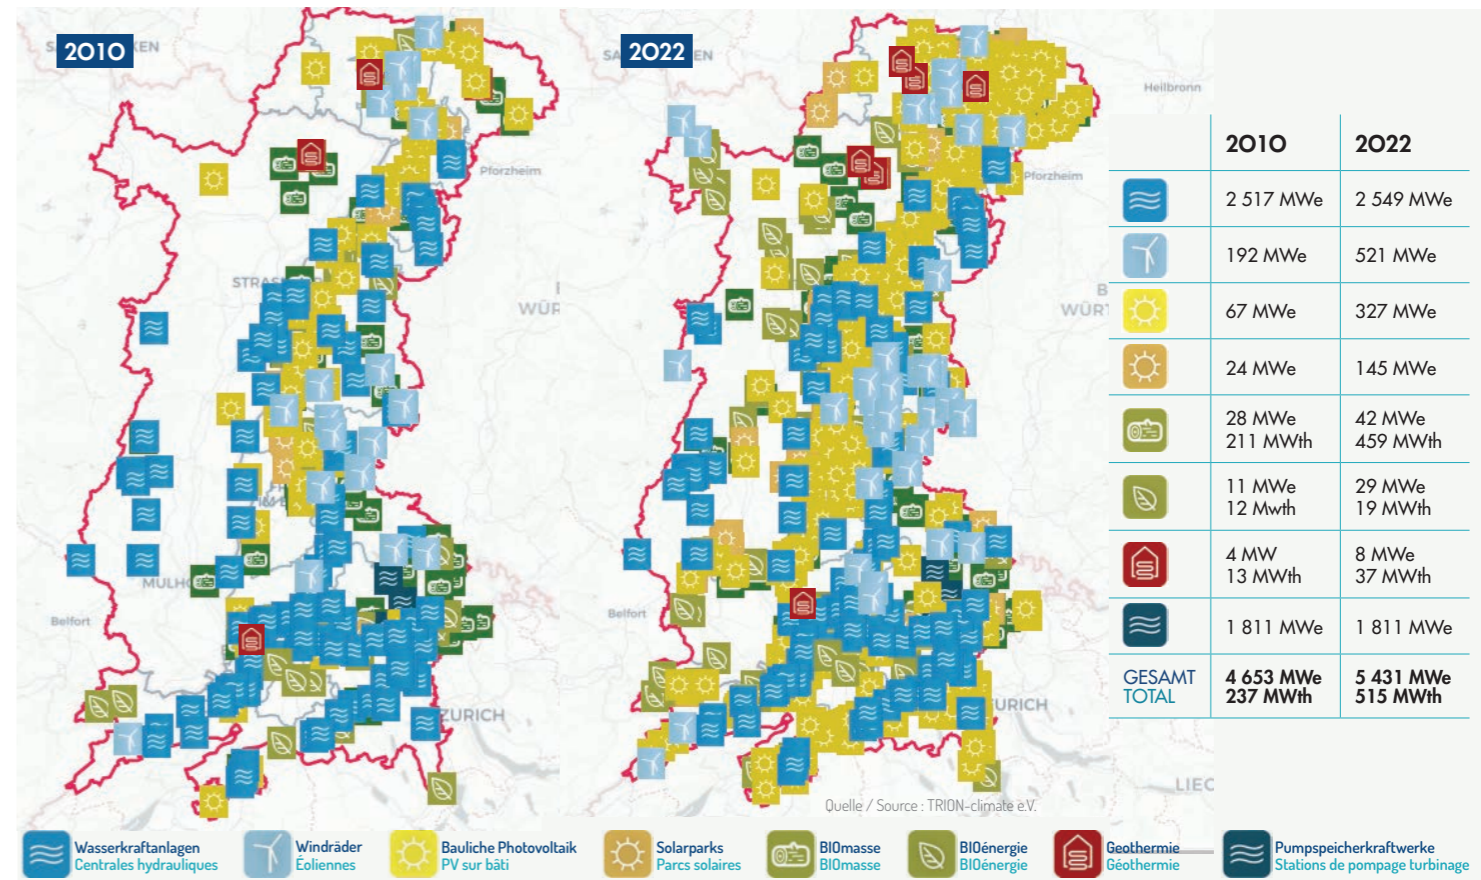 2010
2022
Heilbronn
Pforzheim
Pforzheim
STRAS
WÜR
B
WÜRT
MULHO
Belfort
Belfort
ZURICH
URICH
LIEC
Quelle / Source : TRION-climate e.V.
2010 2022
2 517 MWe 2 549 MWe
192 MWe 521 MWe
67 MWe 327 MWe
24 MWe 145 MWe
28 MWe 42 MWe
211 MWth 459 MWth
11 MWe 29 MWe
12 Mwth 19 MWth
4 MW 8 MWe
13 MWth 37 MWth
1 811 MWe 1 811 MWe
GESAMT 4 653 MWe 5 431 MWe
TOTAL 237 MWth 515 MWth
Wasserkraftanlagen
Centrales hydrauliques
Windräder
Éoliennes
Bauliche Photovoltaik
PV sur bâti
Solarparks
Parcs solaires
BIOmasse
BIOmasse
BIOénergie
BIOénergie
Geothermie
Géothermie
Pumpspeicherkraftwerke
Stations de pompage turbinage